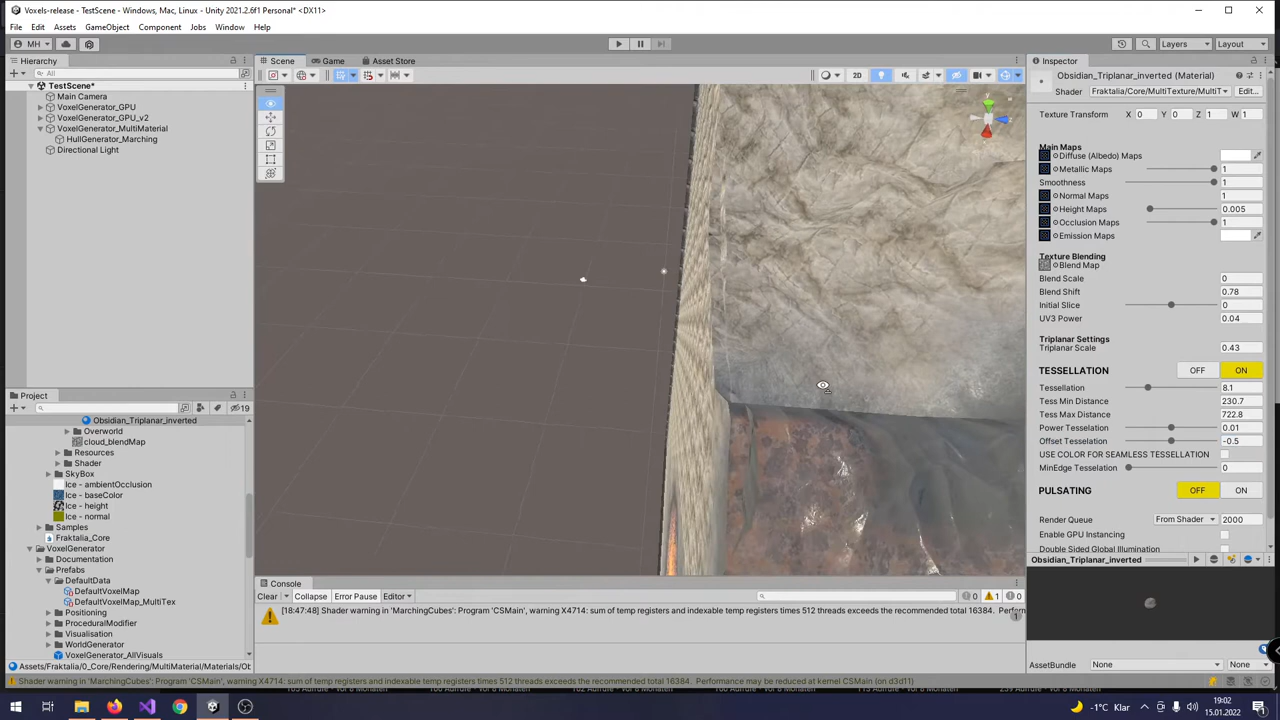 Voxels-release - TestScene - Windows, Mac, Linux - Unity 2021.2.6f1 Personal* <DX11>
File Edit Assets GameObject Component Jobs Window Help
MH Layers Layout
Hierarchy
All
TestScene*
Main Camera
VoxelGenerator_GPU
VoxelGenerator_GPU_v2
VoxelGenerator_MultiMaterial
HullGenerator_Marching
Directional Light
Scene Game Asset Store
2D
y
z
Inspector
Obsidian_Triplanar_inverted (Material)
Shader Fraktalia/Core/MultiTexture/MultiT Edit...
Texture Transform X 0 Y 0 Z 1 W 1
Main Maps
Diffuse (Albedo) Maps
Metallic Maps 1
Smoothness 1
Normal Maps 1
Height Maps 0.005
Occlusion Maps 1
Emission Maps
Texture Blending
Blend Map
Blend Scale 0
Blend Shift 0.78
Initial Slice 0
UV3 Power 0.04
Triplanar Settings
Triplanar Scale 0.43
TESSELLATION OFF ON
Tessellation 8.1
Tess Min Distance 230.7
Tess Max Distance 722.8
Power Tesselation 0.01
Offset Tesselation -0.5
USE COLOR FOR SEAMLESS TESSELLATION
MinEdge Tesselation 0
PULSATING OFF ON
Render Queue From Shader 2000
Enable GPU Instancing
Double Sided Global Illumination
Obsidian_Triplanar_inverted
AssetBundle None None
Project
19
Obsidian_Triplanar_inverted
Overworld
cloud_blendMap
Resources
Shader
SkyBox
Ice - ambientOcclusion
Ice - baseColor
Ice - height
Ice - normal
Samples
Fraktalia_Core
VoxelGenerator
Documentation
Prefabs
DefaultData
DefaultVoxelMap
DefaultVoxelMap_MultiTex
Positioning
ProceduralModifier
Visualisation
WorldGenerator
VoxelGenerator_AllVisuals
Assets/Fraktalia/0_Core/Rendering/MultiMaterial/Materials/Ob
Console
Clear Collapse Error Pause Editor 0 1 0
[18:47:48] Shader warning in 'MarchingCubes': Program 'CSMain', warning X4714: sum of temp registers and indexable temp registers times 512 threads exceeds the recommended total 16384. Perform
1
Shader warning in 'MarchingCubes': Program 'CSMain', warning X4714: sum of temp registers and indexable temp registers times 512 threads exceeds the recommended total 16384. Performance may be reduced at kernel CSMain (on d3d11)
-1°C Klar
19:02
15.01.2022